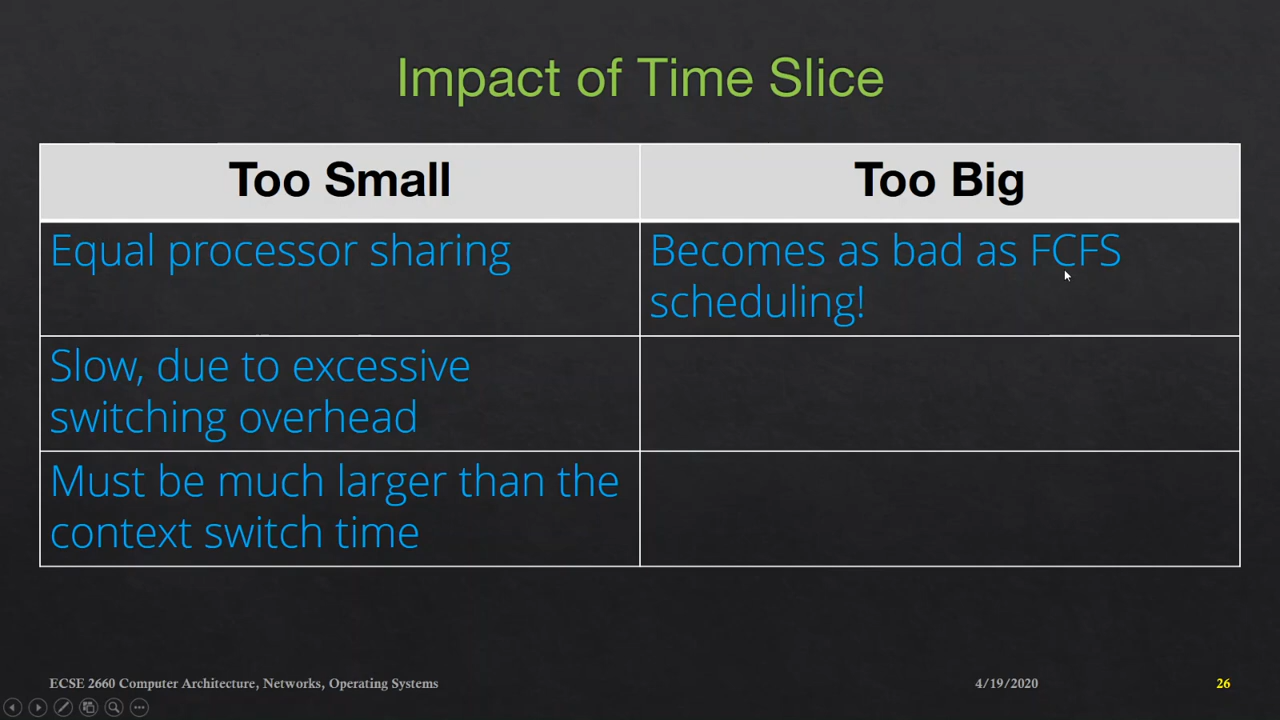 Impact of Time Slice
Too Small
Too Big
Equal processor sharing
Becomes as bad as FCFS
scheduling!
Slow, due to excessive
switching overhead
Must be much larger than the
context switch time
ECSE 2660 Computer Architecture, Networks, Operating Systems
4/19/2020
26